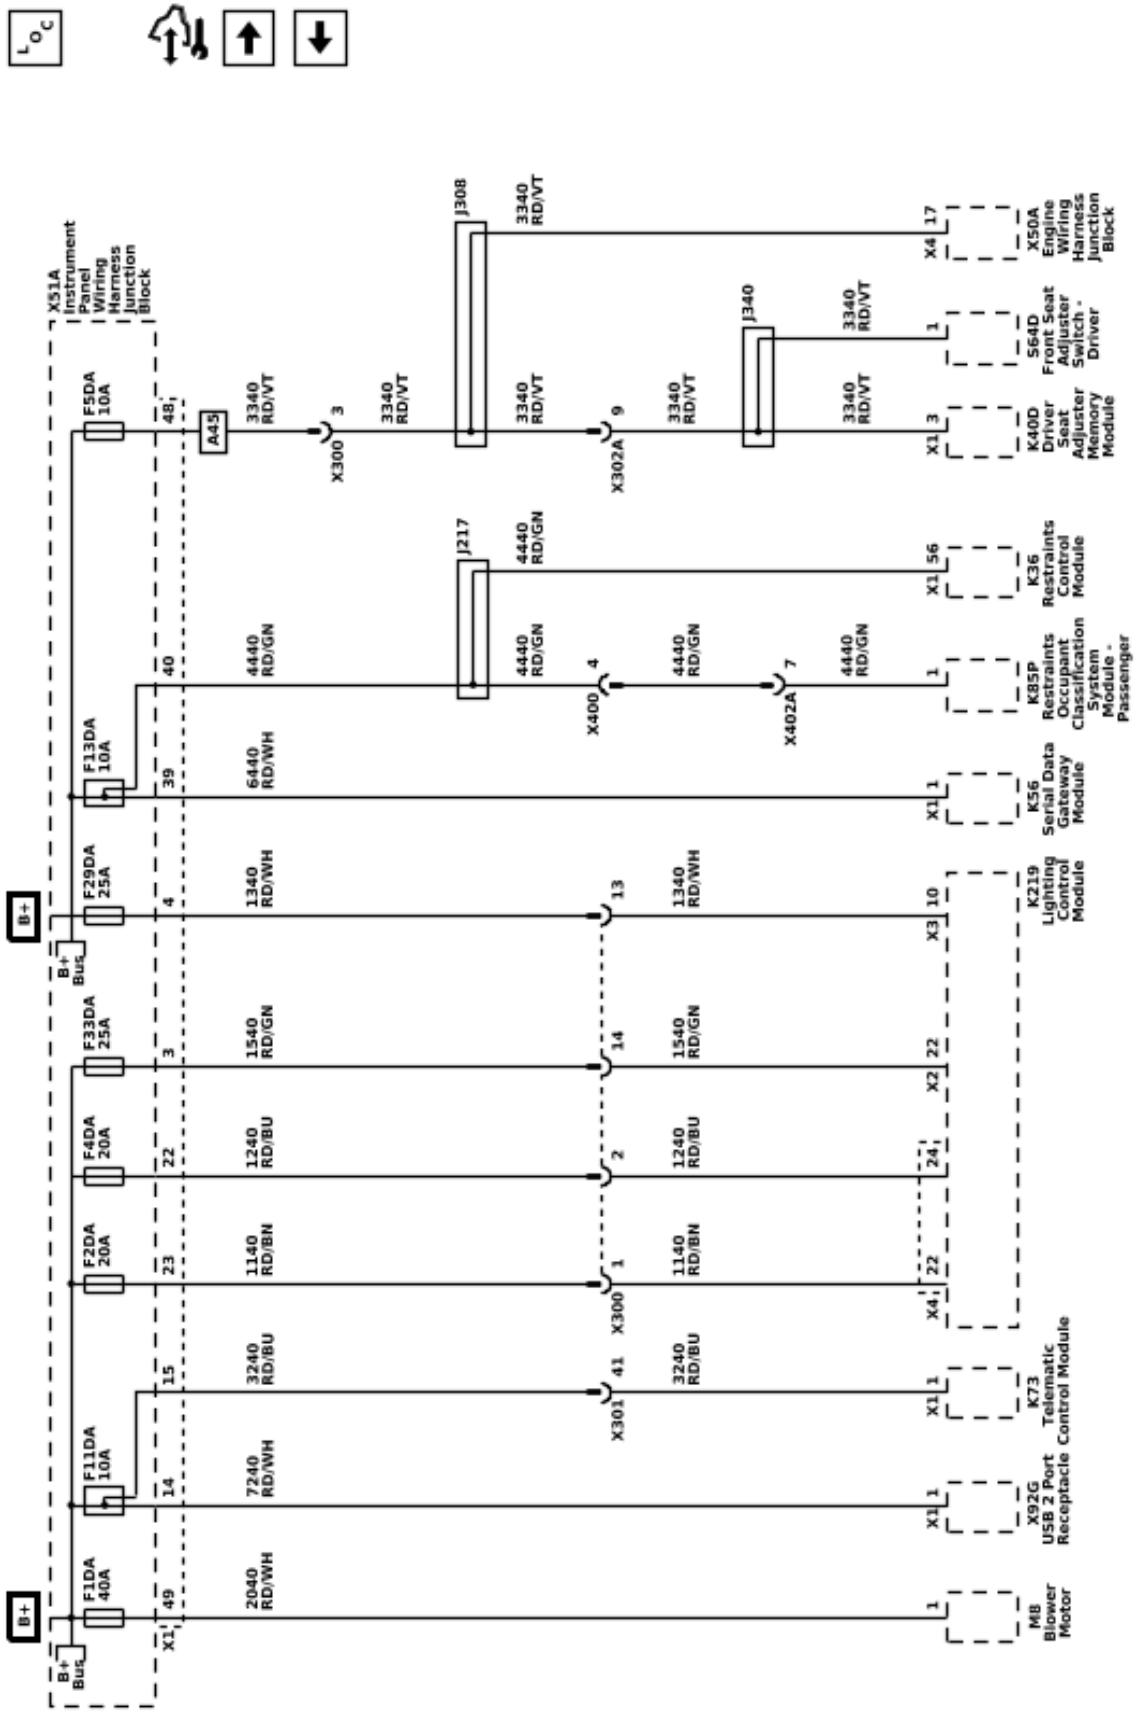 LOC
B+
B+
B+
Bus
F1DA
40A
F11DA
10A
F2DA
20A
F4DA
20A
F33DA
25A
B+
Bus
F29DA
25A
F13DA
10A
F5DA
10A
X51A
Instrument
Panel
Wiring
Harness
Junction
Block
X1
49
14
15
23
22
3
4
39
40
48
A45
2040
RD/WH
7240
RD/WH
3240
RD/BU
1140
RD/BN
1240
RD/BU
1540
RD/GN
1340
RD/WH
6440
RD/WH
4440
RD/GN
3340
RD/VT
X300
3
3340
RD/VT
J217
J308
4440
RD/GN
4440
RD/GN
3340
RD/VT
3340
RD/VT
X301
41
X300
1
2
14
13
X400
4
X302A
9
3240
RD/BU
1140
RD/BN
1240
RD/BU
1540
RD/GN
1340
RD/WH
4440
RD/GN
3340
RD/VT
J340
X402A
7
4440
RD/GN
3340
RD/VT
3340
RD/VT
1
X1 1
X1 1
X4 22
24
X2 22
X3 10
X1 1
1
X1 56
X1 3
1
X4 17
M8
Blower
Motor
X92G
USB 2 Port
Receptacle
K73
Telematic
Control Module
K219
Lighting
Control
Module
K56
Serial Data
Gateway
Module
K85P
Restraints
Occupant
Classification
System
Module -
Passenger
K36
Restraints
Control
Module
K40D
Driver
Seat
Adjuster
Memory
Module
S64D
Front Seat
Adjuster
Switch -
Driver
X50A
Engine
Wiring
Harness
Junction
Block